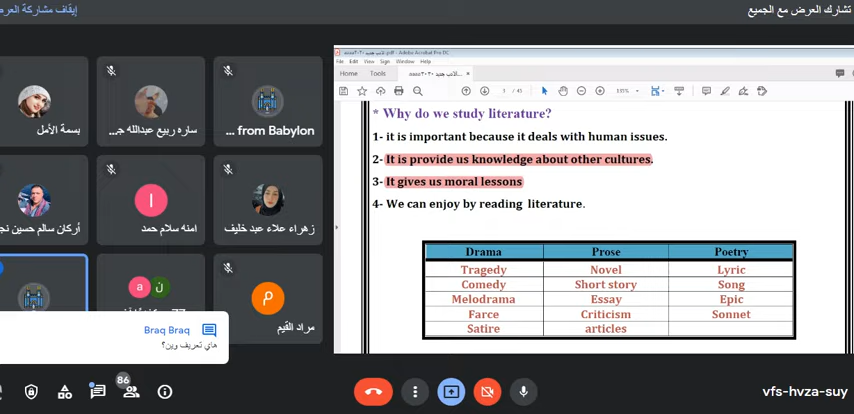 تشارك العرض مع الجميع
إيقاف مشاركة العرض
بسمة الأمل
ساره ربيع عبدالله جـ...
... from Babylon
أركان سالم حسين نجـ
امنه سلام حمد
زهراء علاء عبد خليف
a
ن
م
مراد القيم
Braq Braq
هاي تعريف وين؟
86
vfs-hvza-suy
Adobe Acrobat Pro DC
File Edit View Sign Window Help
Home Tools
* Why do we study literature?
1- it is important because it deals with human issues.
2- It is provide us knowledge about other cultures.
3- It gives us moral lessons
4- We can enjoy by reading literature.
Drama Prose Poetry
Tragedy Novel Lyric
Comedy Short story Song
Melodrama Essay Epic
Farce Criticism Sonnet
Satire articles